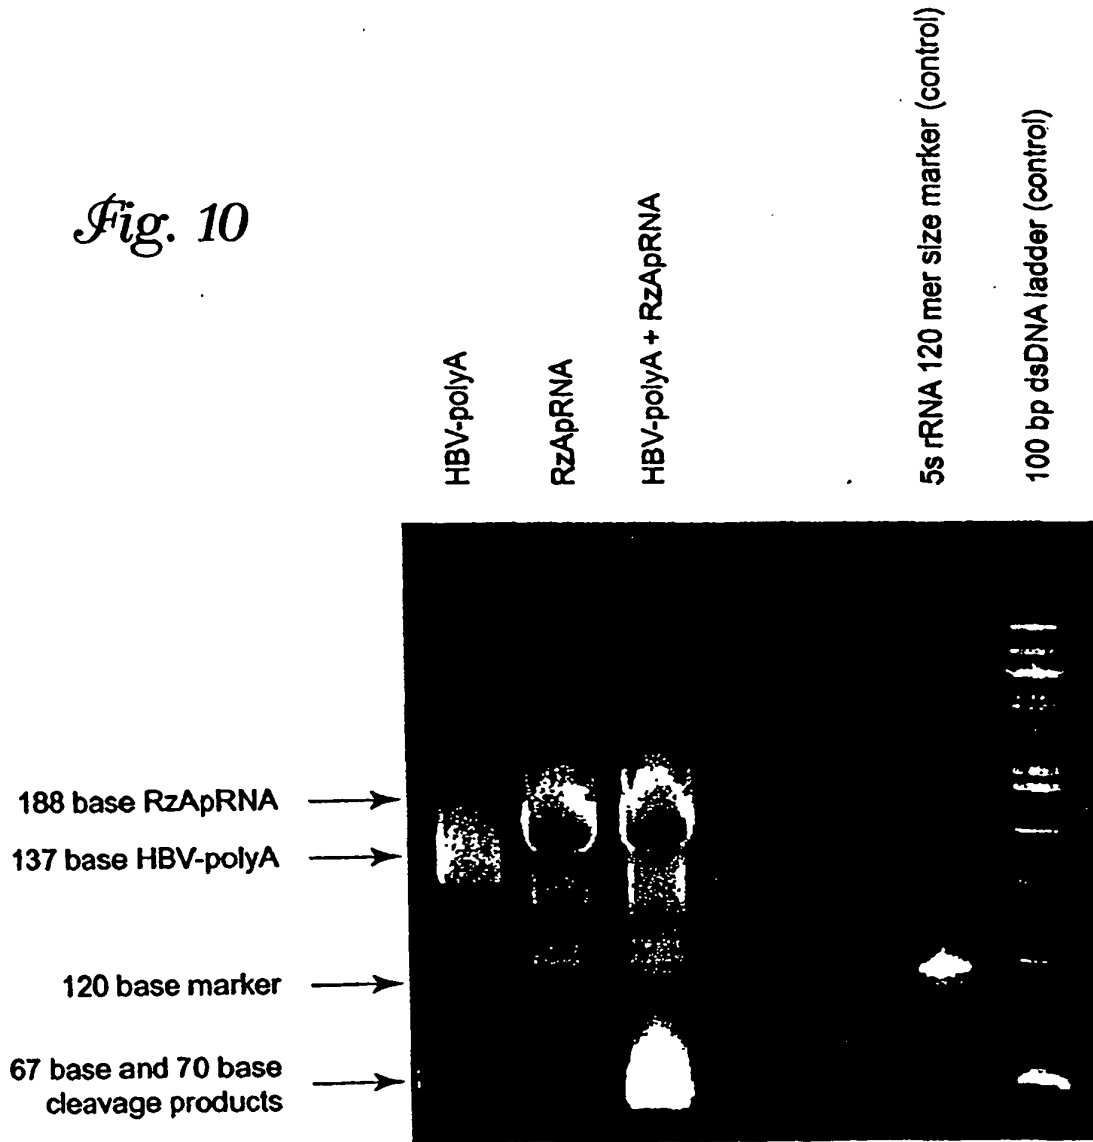 Fig. 10
HBV-polyA
RzApRNA
HBV-polyA + RzApRNA
5s rRNA 120 mer size marker (control)
100 bp dsDNA ladder (control)
188 base RzApRNA
137 base HBV-polyA
120 base marker
67 base and 70 base
cleavage products